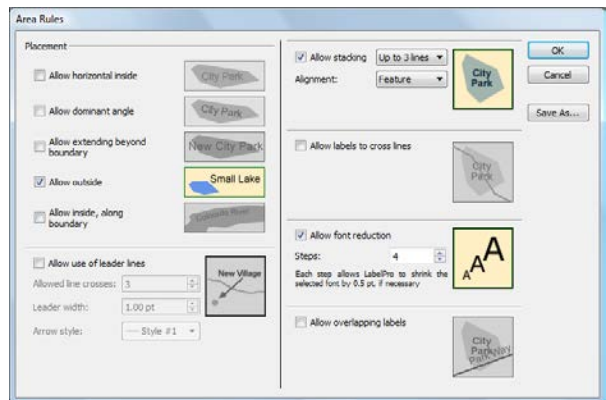 Area Rules
Placement
Allow horizontal inside
City Park
Allow dominant angle
City Park
Allow extending beyond
boundary
New City Park
Allow outside
Small Lake
Allow inside, along
boundary
Allow use of leader lines
Allowed line crosses: 3
Leader width: 1.00 pt
Arrow style: Style #1
New Village
Allow stacking Up to 3 lines
Alignment: Feature
City
Park
Allow labels to cross lines
City
Park
Allow font reduction
Steps: 4
Each step allows LabelPro to shrink the
selected font by 0.5 pt, if necessary
A A A
Allow overlapping labels
City
Park
ParkWay
OK
Cancel
Save As...